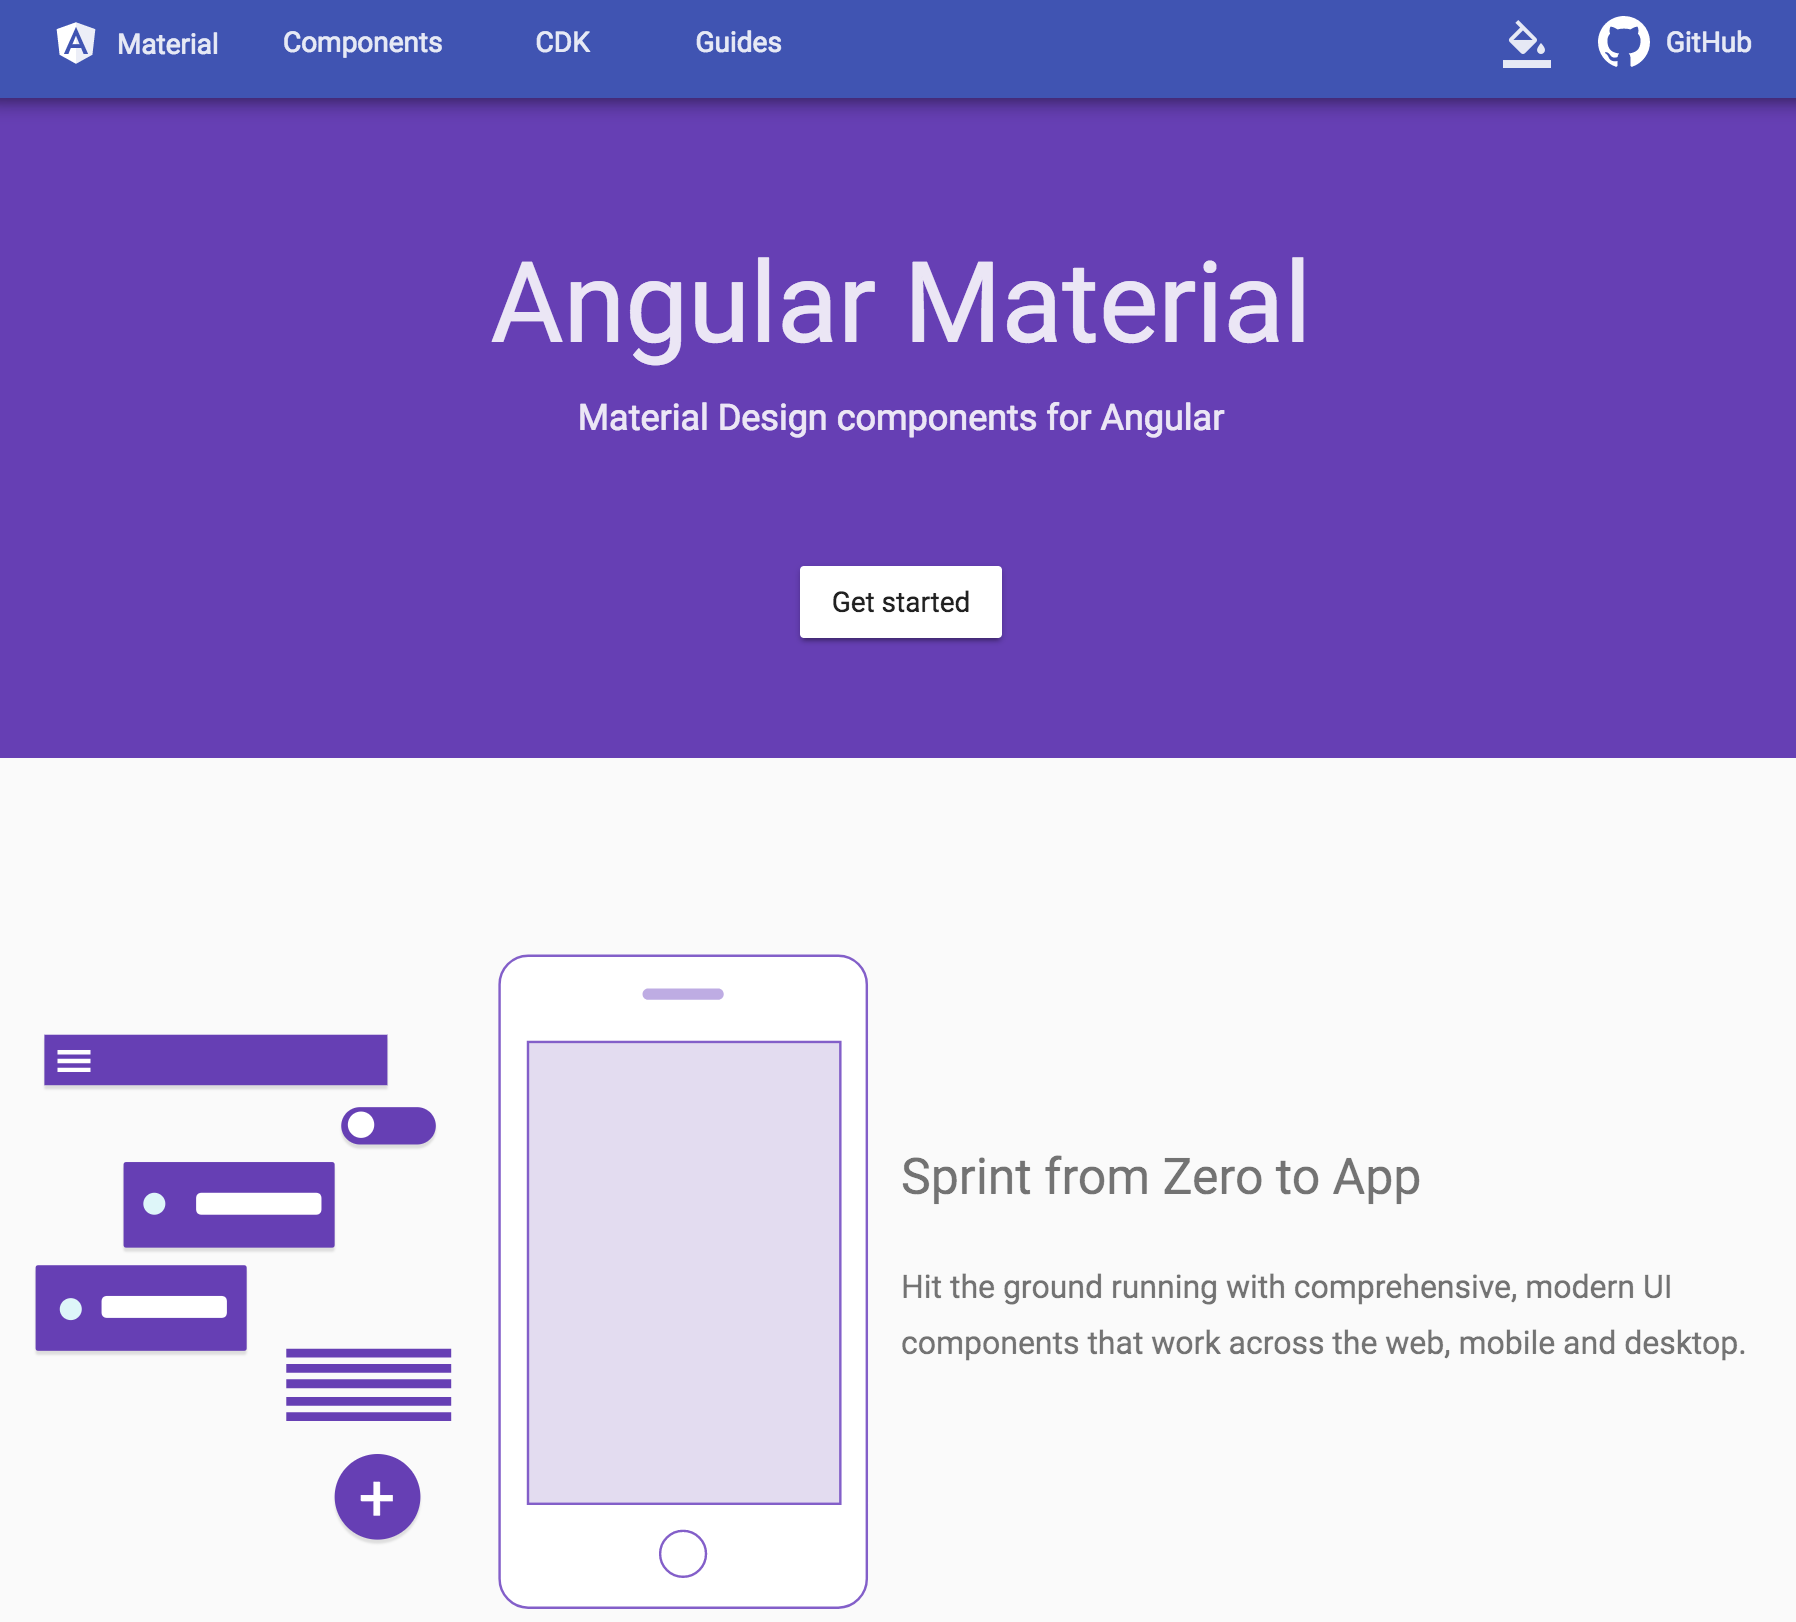 Material Components CDK Guides GitHub
Angular Material
Material Design components for Angular
Get started
Sprint from Zero to App
Hit the ground running with comprehensive, modern UI
components that work across the web, mobile and desktop.